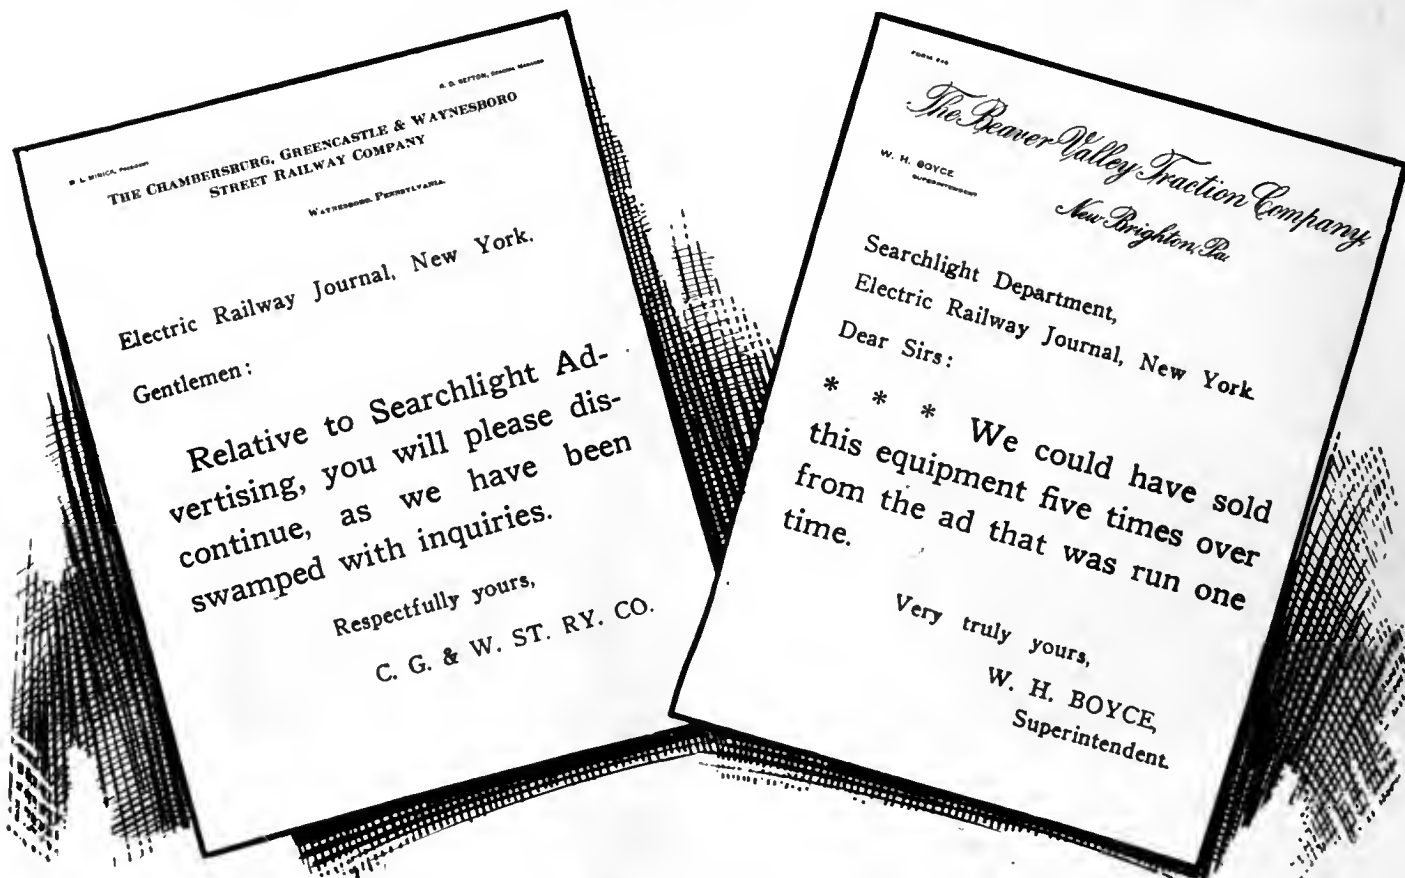 THE CHAMBERSBURG, GREENCASTLE & WAYNESBORO
STREET RAILWAY COMPANY
WAYNESBORO, PENNSYLVANIA.
Electric Railway Journal, New York.
Gentlemen:
Relative to Searchlight Ad-
vertising, you will please dis-
continue, as we have been
swamped with inquiries.
Respectfully yours,
C. G. & W. ST. RY. CO.
The Beaver Valley Traction Company,
W. H. BOYCE
SUPERINTENDENT
New Brighton, Pa.
Searchlight Department,
Electric Railway Journal, New York.
Dear Sirs:
* * * We could have sold
this equipment five times over
from the ad that was run one
time.
Very truly yours,
W. H. BOYCE,
Superintendent.